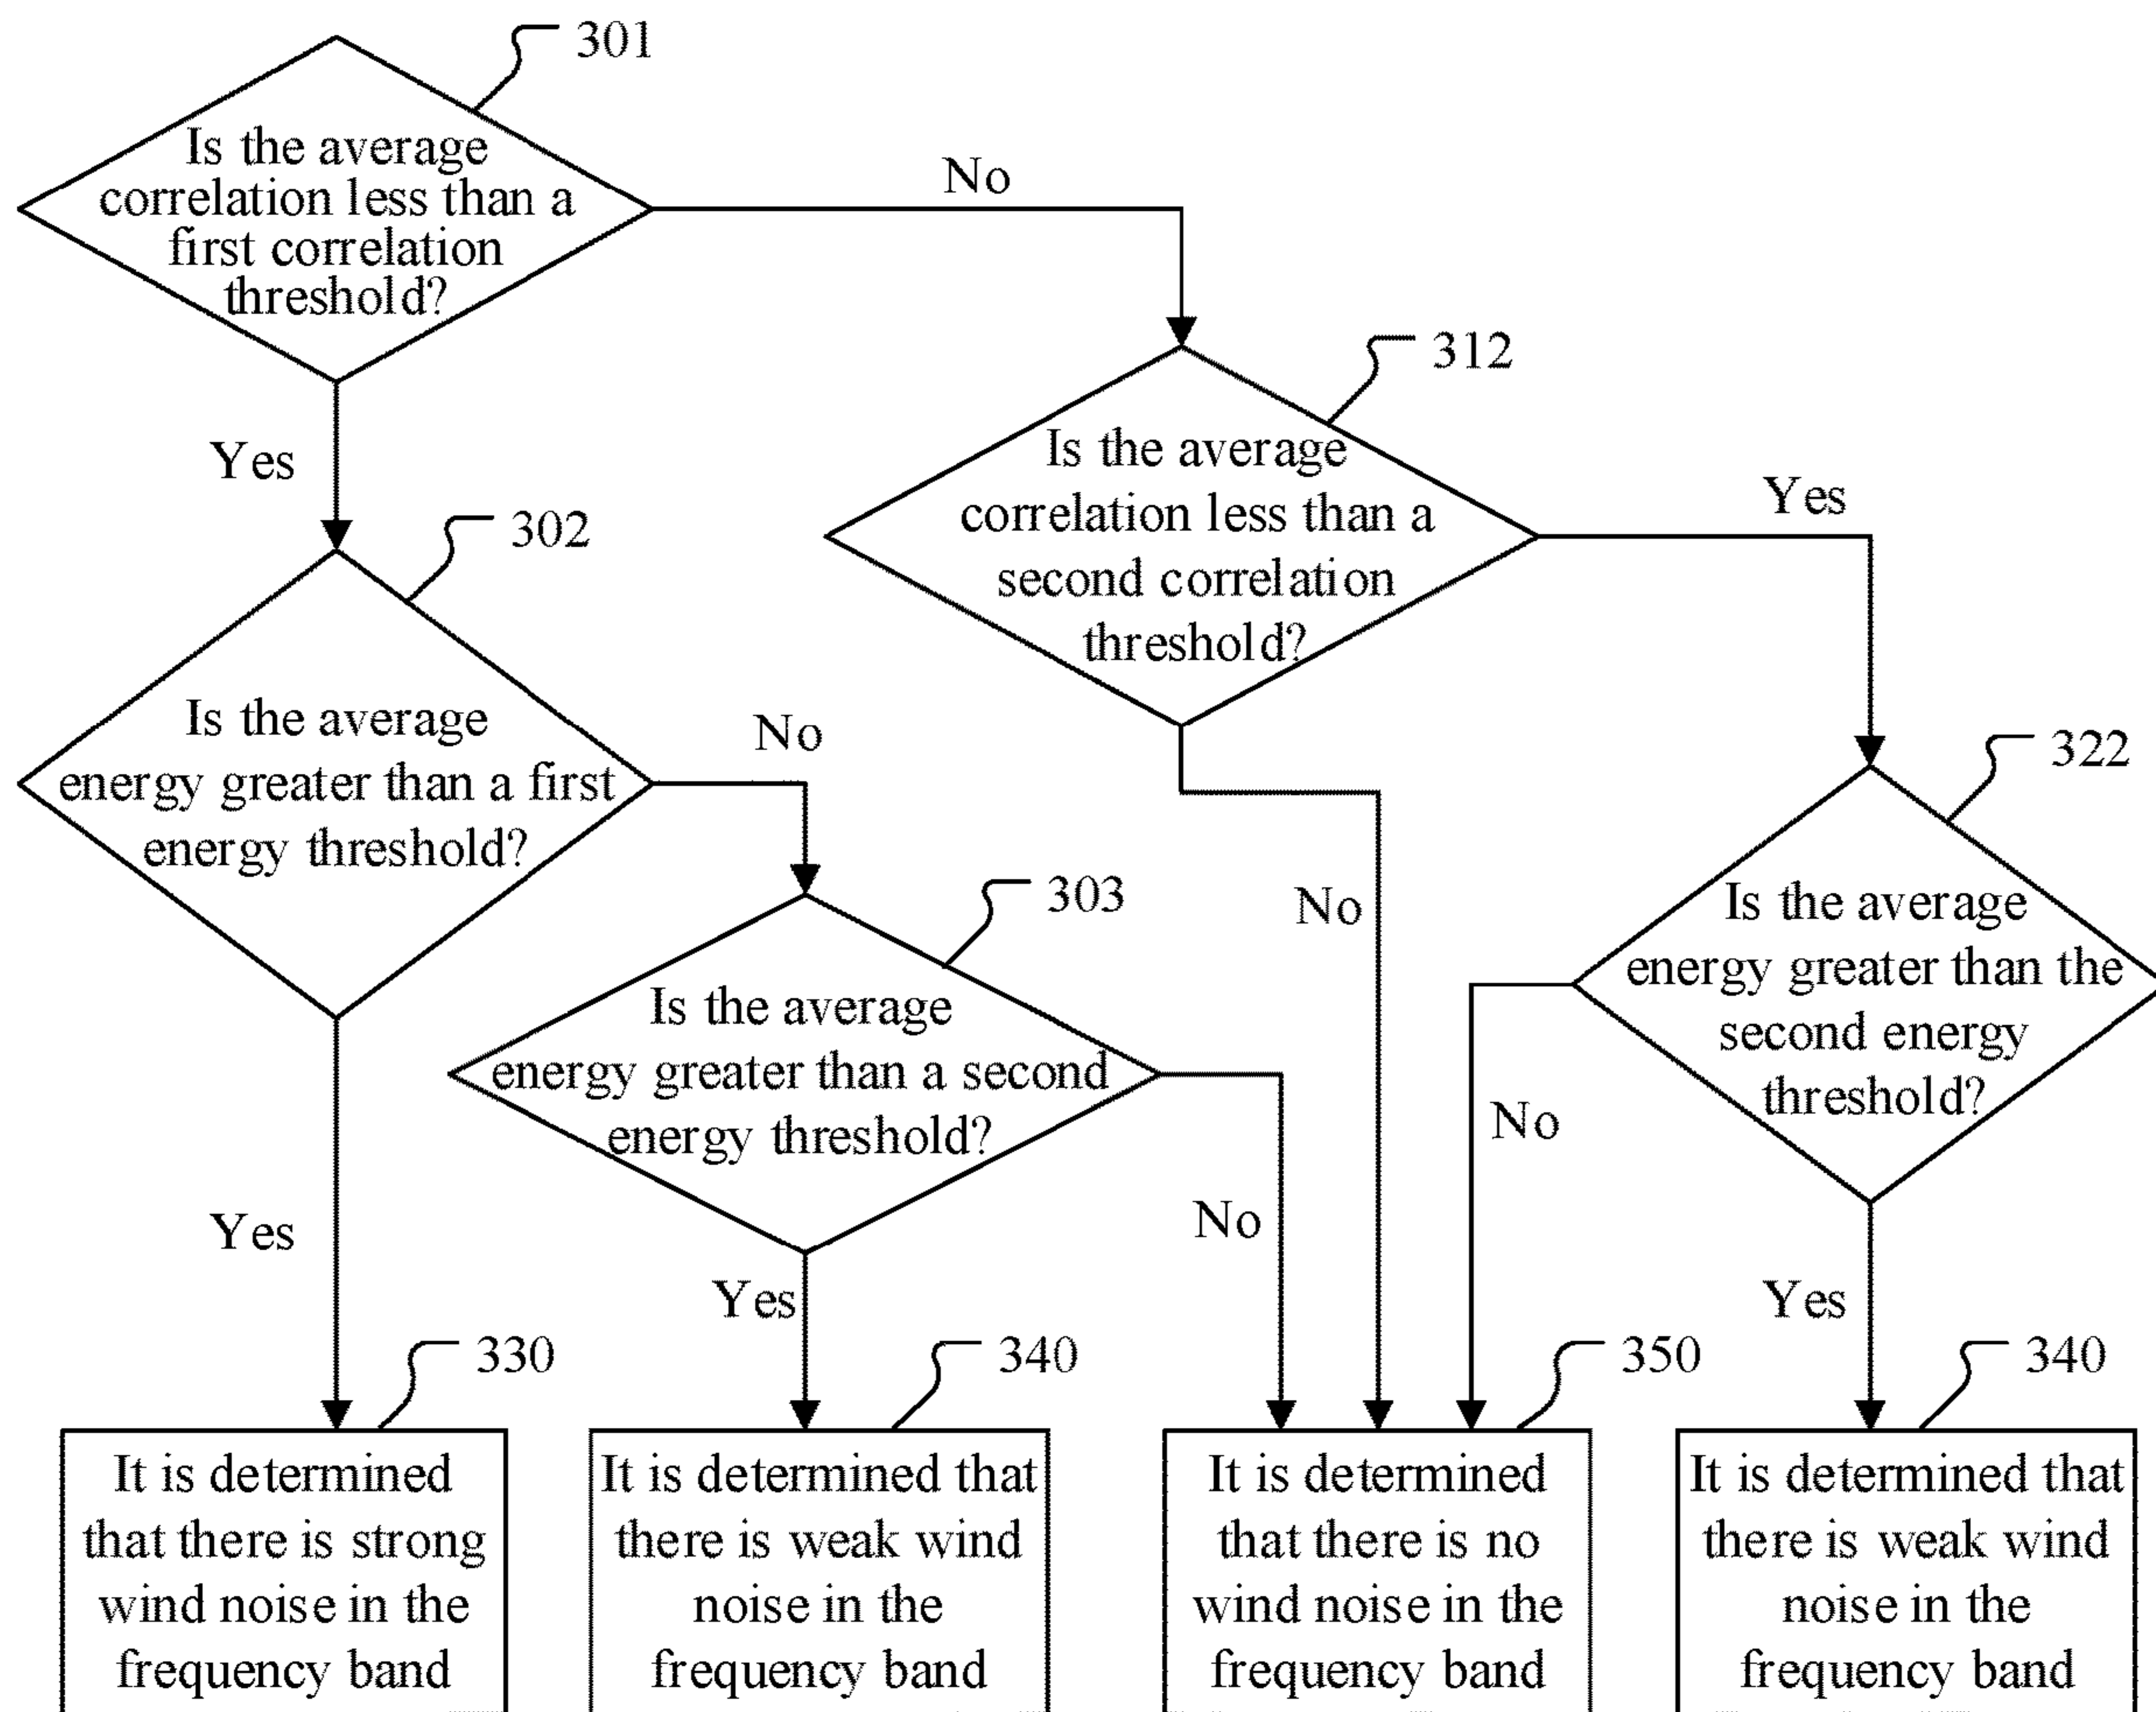 301
Is the average
correlation less than a
first correlation
threshold?
No
312
Is the average
correlation less than a
second correlation
threshold?
Yes
Yes
302
Is the average
energy greater than a first
energy threshold?
No
322
Is the average
energy greater than the
second energy
threshold?
303
Is the average
energy greater than a second
energy threshold?
No
No
No
Yes
Yes
Yes
330
It is determined
that there is strong
wind noise in the
frequency band
340
It is determined that
there is weak wind
noise in the
frequency band
350
It is determined
that there is no
wind noise in the
frequency band
340
It is determined that
there is weak wind
noise in the
frequency band